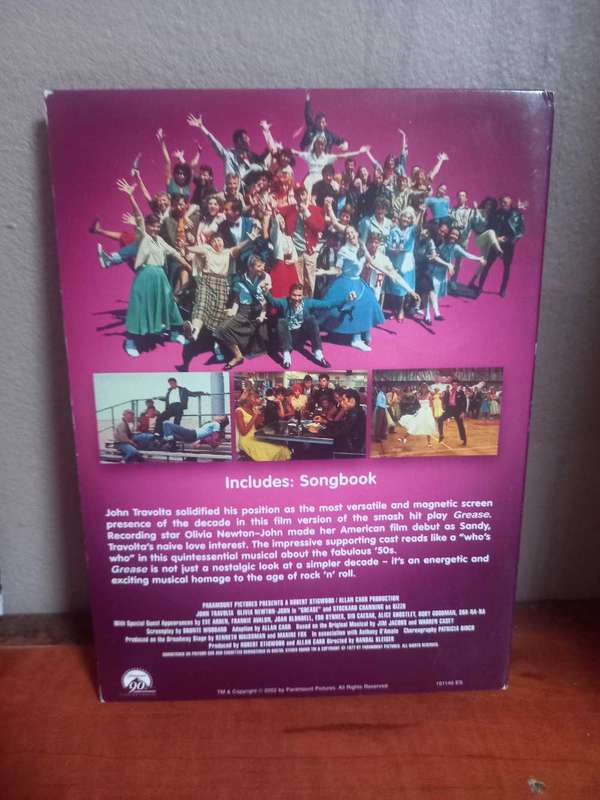 Includes: Songbook
John Travolta solidified his position as the most versatile and magnetic screen
presence of the decade in this film version of the smash hit play Grease.
Recording star Olivia Newton-John made her American film debut as Sandy,
Travolta's naive love interest. The impressive supporting cast reads like a "who's
who" in this quintessential musical about the fabulous '50s.
Grease is not just a nostalgic look at a simpler decade – it's an energetic and
exciting musical homage to the age of rock 'n' roll.
PARAMOUNT PICTURES PRESENTS A ROBERT STIGWOOD / ALLAN CARR PRODUCTION
JOHN TRAVOLTA OLIVIA NEWTON-JOHN in "GREASE" and STOCKARD CHANNING as RIZZO
With Special Guest Appearances by EVE ARDEN, FRANKIE AVALON, JOAN BLONDELL, EDD BYRNES, SID CAESAR, ALICE GHOSTLEY, DODY GOODMAN, SHA-NA-NA
Screenplay by BRONTE WOODARD Adaption by ALLAN CARR Based on the Original Musical by JIM JACOBS and WARREN CASEY
Produced on the Broadway Stage by KENNETH WAISSMAN and MAXINE FOX in association with Anthony D'Amato Choreography PATRICIA BIRCH
Produced by ROBERT STIGWOOD and ALLAN CARR Directed by RANDAL KLEISER
90
TM & Copyright © 2002 by Paramount Pictures. All Rights Reserved.